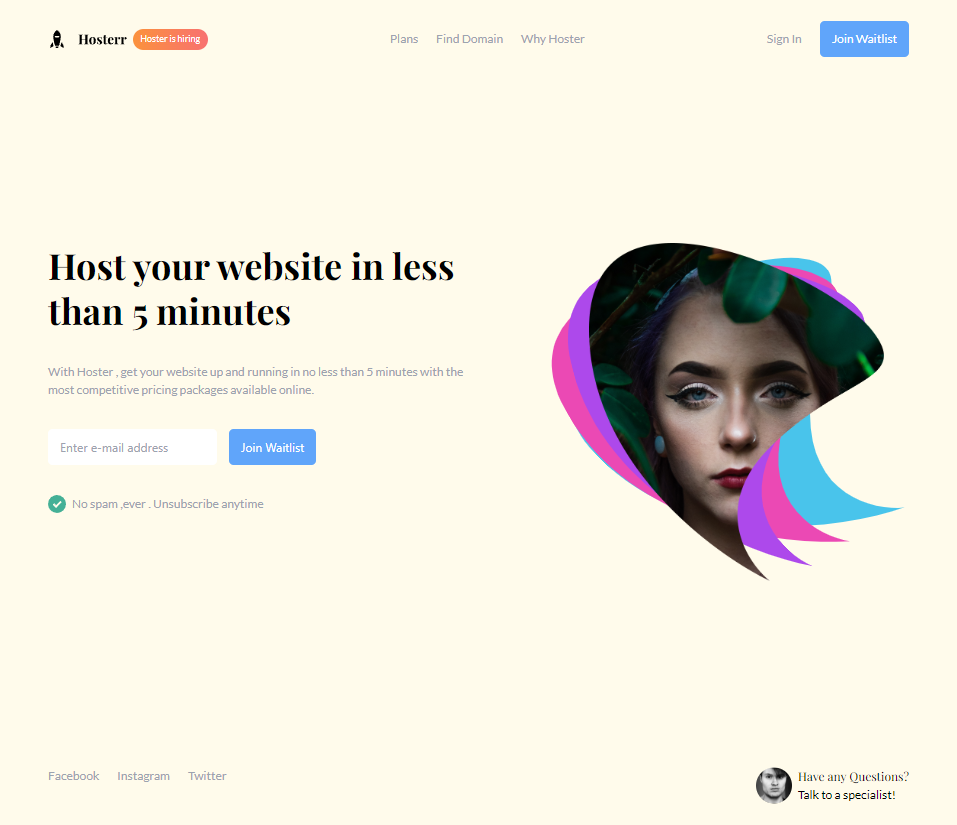 Hosterr Hoster is hiring Plans Find Domain Why Hoster Sign In Join Waitlist
Host your website in less
than 5 minutes
With Hoster , get your website up and running in no less than 5 minutes with the
most competitive pricing packages available online.
Enter e-mail address Join Waitlist
No spam ,ever . Unsubscribe anytime
Facebook Instagram Twitter
Have any Questions?
Talk to a specialist!